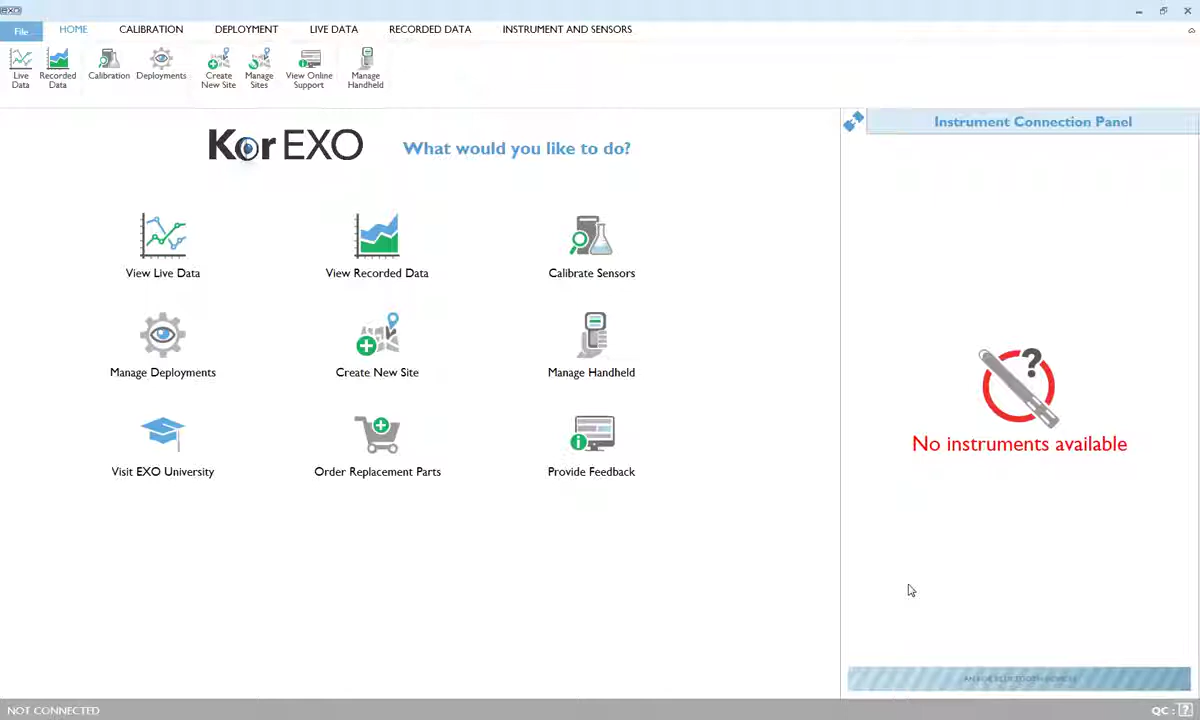 EXO
File HOME CALIBRATION DEPLOYMENT LIVE DATA RECORDED DATA INSTRUMENT AND SENSORS
Live Data
Recorded Data
Calibration
Deployments
Create New Site
Manage Sites
View Online Support
Manage Handheld
Instrument Connection Panel
Kor EXO
What would you like to do?
View Live Data
View Recorded Data
Calibrate Sensors
Manage Deployments
Create New Site
Manage Handheld
Visit EXO University
Order Replacement Parts
Provide Feedback
?
No instruments available
NOT CONNECTED
QC : ?